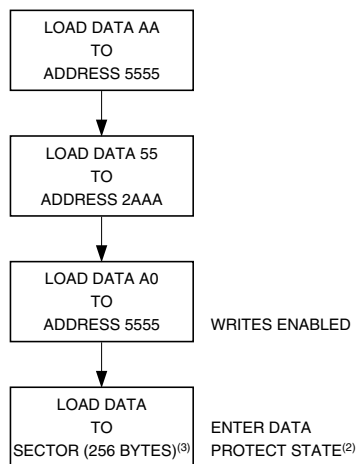 LOAD DATA AA
TO
ADDRESS 5555
LOAD DATA 55
TO
ADDRESS 2AAA
LOAD DATA A0
TO
ADDRESS 5555
WRITES ENABLED
LOAD DATA
TO
SECTOR (256 BYTES)(3)
ENTER DATA
PROTECT STATE(2)